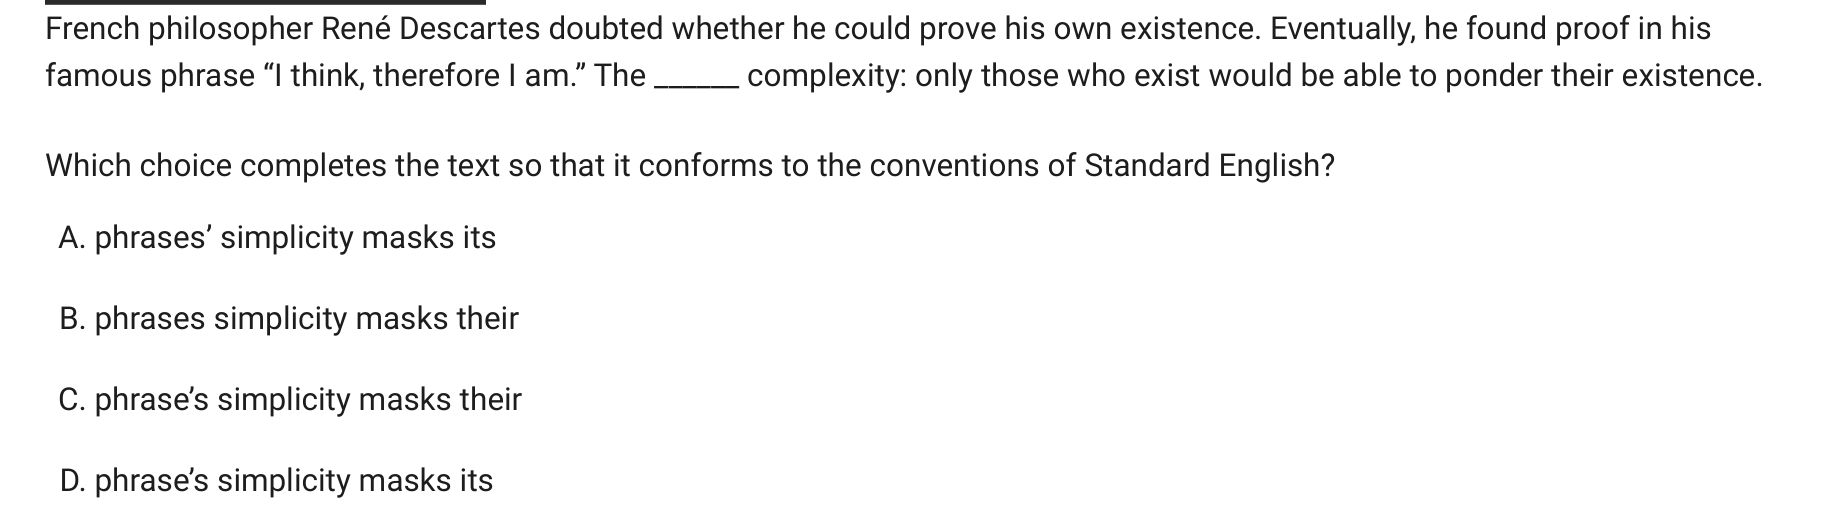 French philosopher René Descartes doubted whether he could prove his own existence. Eventually, he found proof in his
famous phrase “I think, therefore I am.” The ______ complexity: only those who exist would be able to ponder their existence.
Which choice completes the text so that it conforms to the conventions of Standard English?
A. phrases’ simplicity masks its
B. phrases simplicity masks their
C. phrase’s simplicity masks their
D. phrase’s simplicity masks its